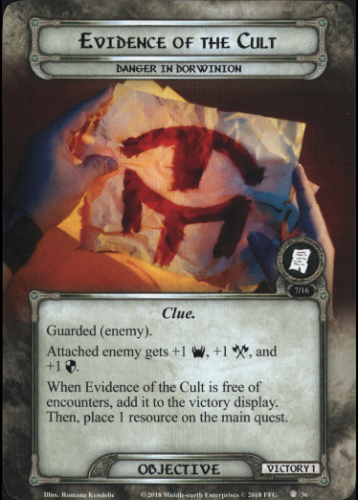 Evidence of the Cult
Danger in Dorwinion
7/16
Clue.
Guarded (enemy).
Attached enemy gets +1 , +1 , and
+1 .
When Evidence of the Cult is free of
encounters, add it to the victory display.
Then, place 1 resource on the main quest.
Objective
Victory 1
Illus. Romana Kendelic
©2018 Middle-earth Enterprises ©2018 FFG
36